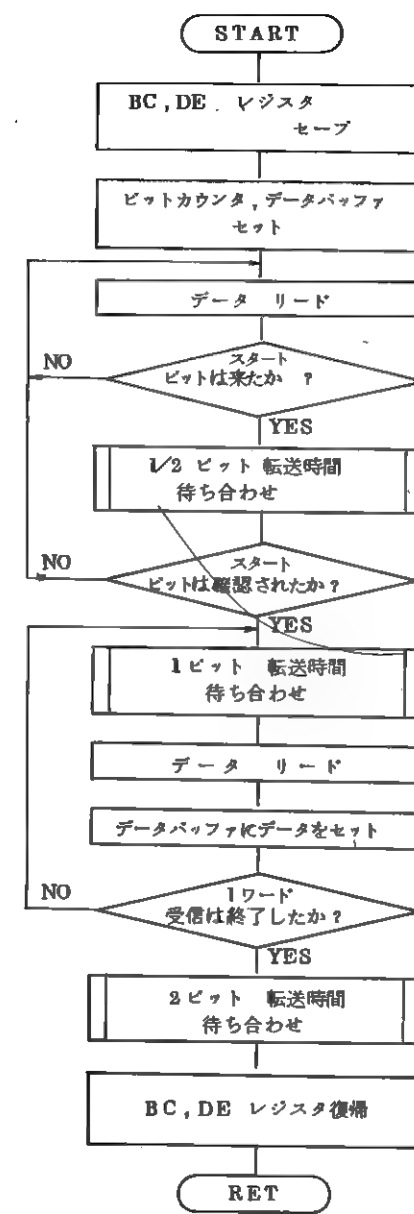 START
BC, DE レジスタ
セーブ
ビットカウンタ, データバッファ
セット
データ リード
スタート
NO
ビットは来たか ?
YES
1/2 ビット 転送時間
待ち合わせ
スタート
NO
ビットは確認されたか?
YES
1ビット 転送時間
待ち合わせ
データ リード
データバッファにデータをセット
1ワード
NO
受信は終了したか?
YES
2ビット 転送時間
待ち合わせ
BC, DE レジスタ復帰
RET